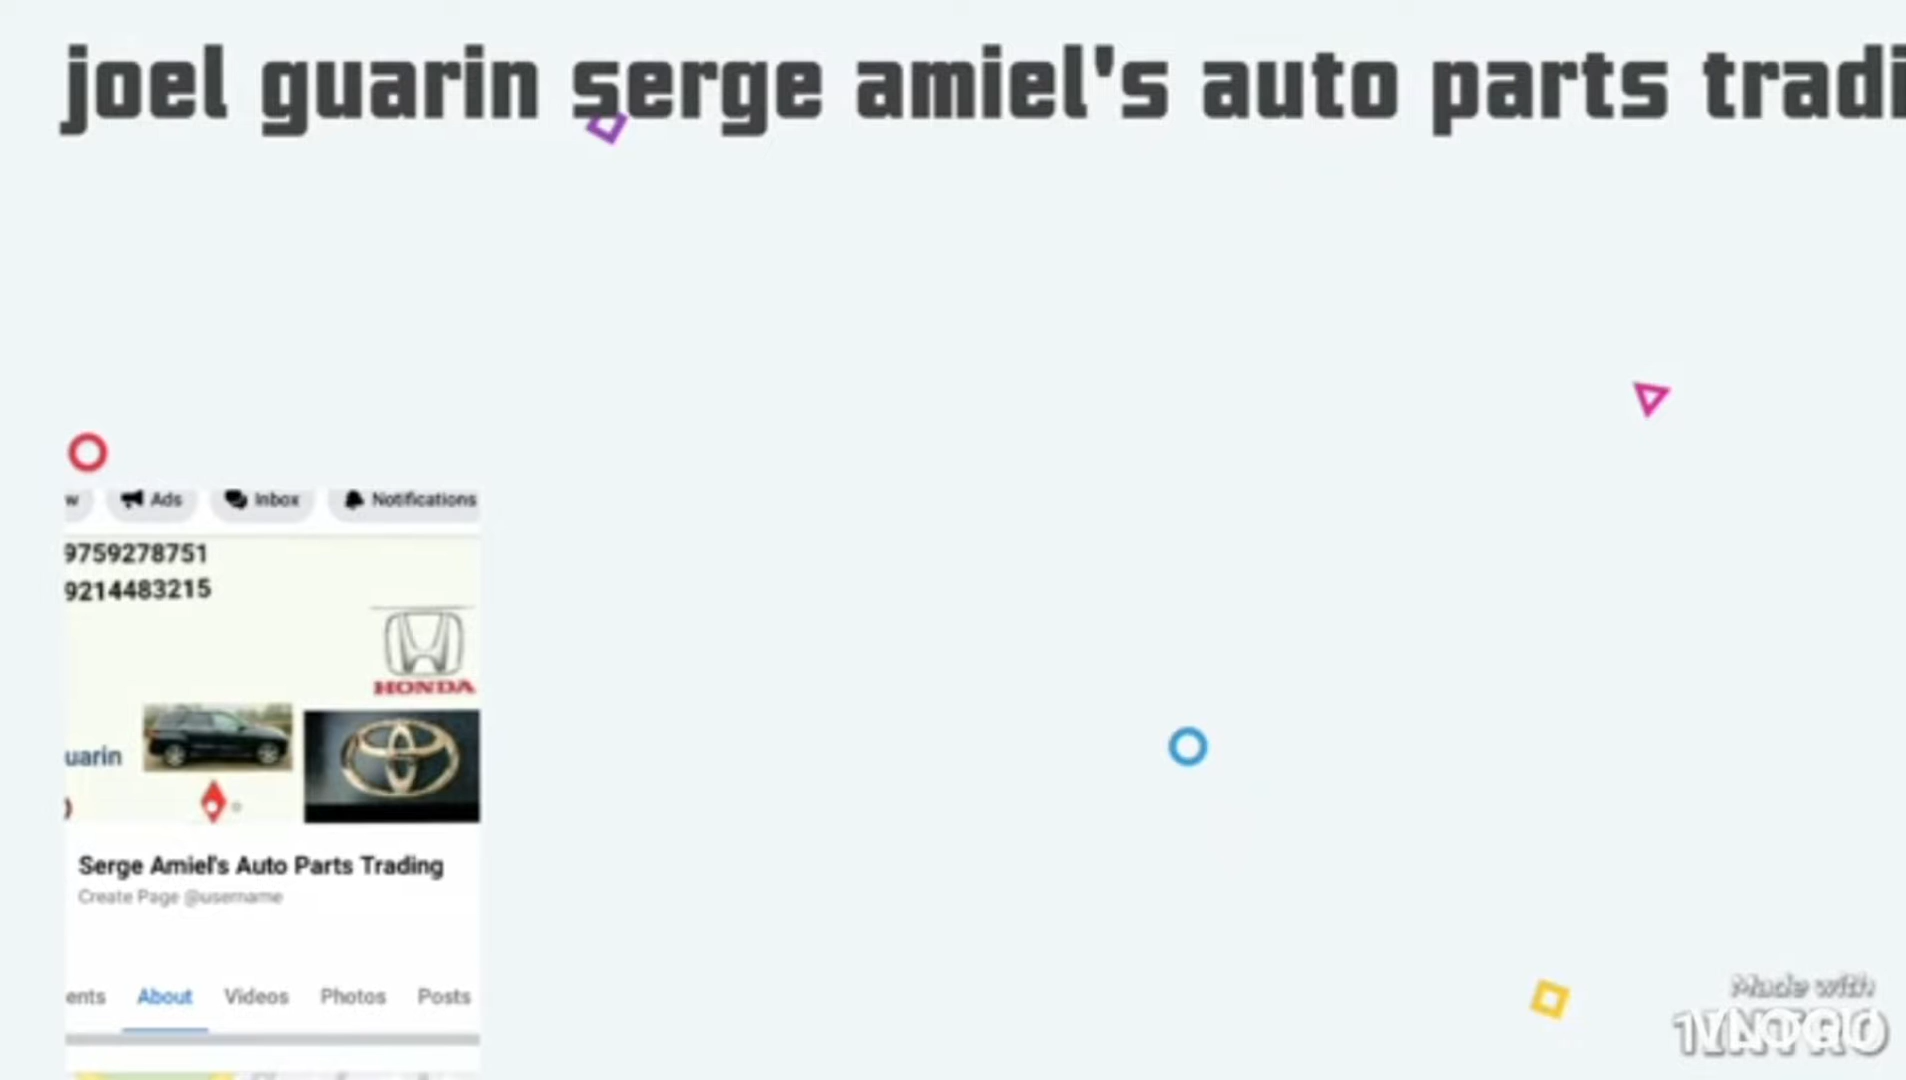 joel guarin serge amiel's auto parts tradi
w Ads Inbox Notifications
9759278751
9214483215
HONDA
uarin
Serge Amiel's Auto Parts Trading
Create Page @username
ents About Videos Photos Posts
Made with
INTRO